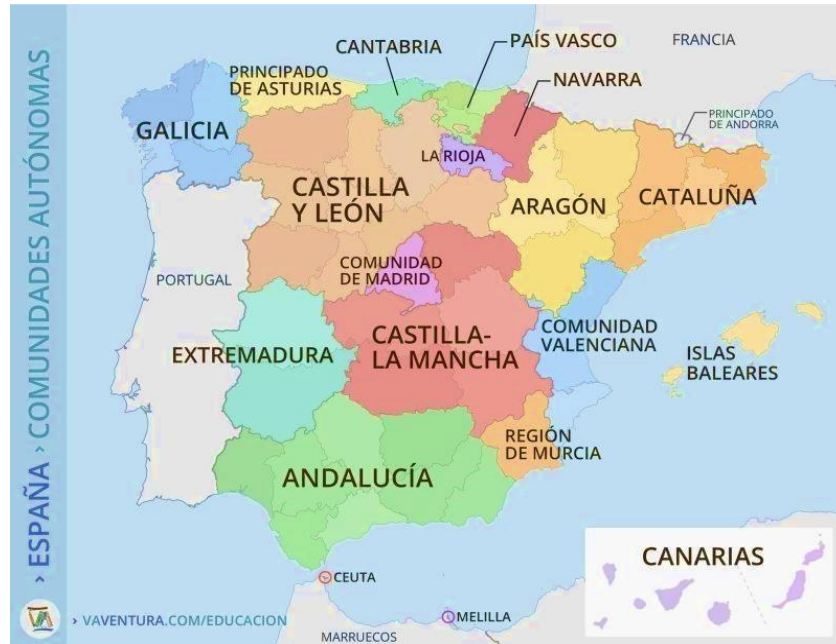 › ESPAÑA › COMUNIDADES AUTÓNOMAS
CANTABRIA
PAÍS VASCO
FRANCIA
PRINCIPADO
DE ASTURIAS
NAVARRA
GALICIA
PRINCIPADO
DE ANDORRA
LA RIOJA
CASTILLA
Y LEÓN
ARAGÓN
CATALUÑA
PORTUGAL
COMUNIDAD
DE MADRID
EXTREMADURA
CASTILLA-
LA MANCHA
COMUNIDAD
VALENCIANA
ISLAS
BALEARES
REGIÓN
DE MURCIA
ANDALUCÍA
CANARIAS
CEUTA
MELILLA
› VAVENTURA.COM/EDUCACION
MARRUECOS